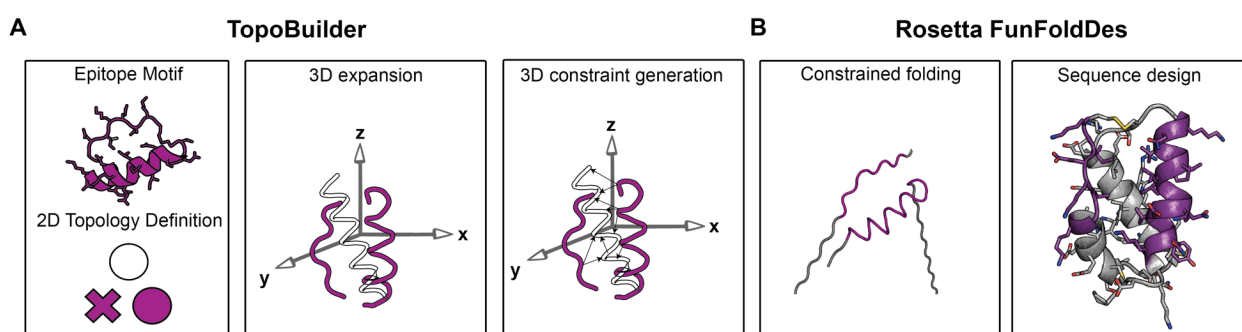 A
TopoBuilder
B
Rosetta FunFoldDes
Epitope Motif
2D Topology Definition
3D expansion
z
x
y
3D constraint generation
z
x
y
Constrained folding
Sequence design